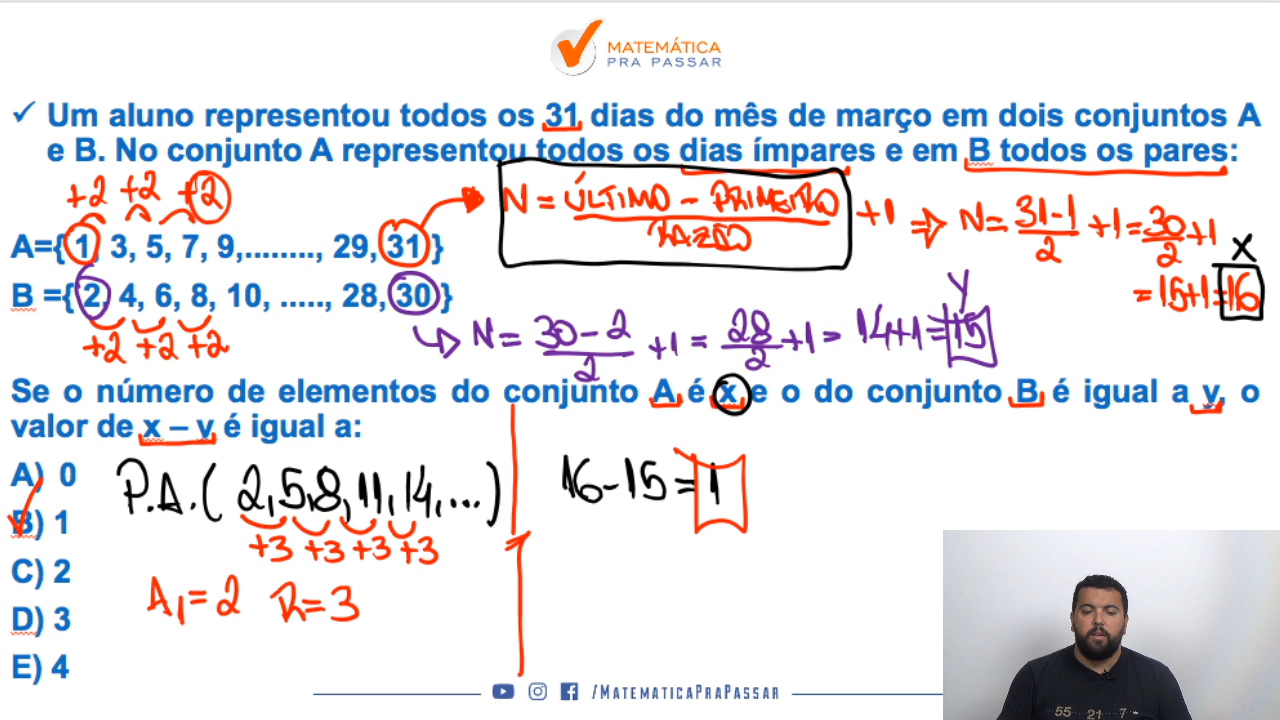 MATEMÁTICA
PRA PASSAR
✓ Um aluno representou todos os 31 dias do mês de março em dois conjuntos A
e B. No conjunto A representou todos os dias ímpares e em B todos os pares:
+2 +2 +2
N = ÚLTIMO - PRIMEIRO / RAZÃO +1 ⇒ N = 31-1 / 2 +1 = 30 / 2 +1
A={ 1, 3, 5, 7, 9,........, 29, 31 }
X
= 15+1 = 16
B ={ 2, 4, 6, 8, 10, ....., 28, 30 }
+2 +2 +2
Y
N = 30-2 / 2 +1 = 28 / 2 +1 = 14+1 = 15
Se o número de elementos do conjunto A é x e o do conjunto B é igual a y, o
valor de x – y é igual a:
A) 0
B) 1
C) 2
D) 3
E) 4
P.A.( 2, 5, 8, 11, 14, ... )
+3 +3 +3 +3
A1 = 2 R = 3
16-15 = 1
/MATEMATICAPRAPASSAR
55 21 7